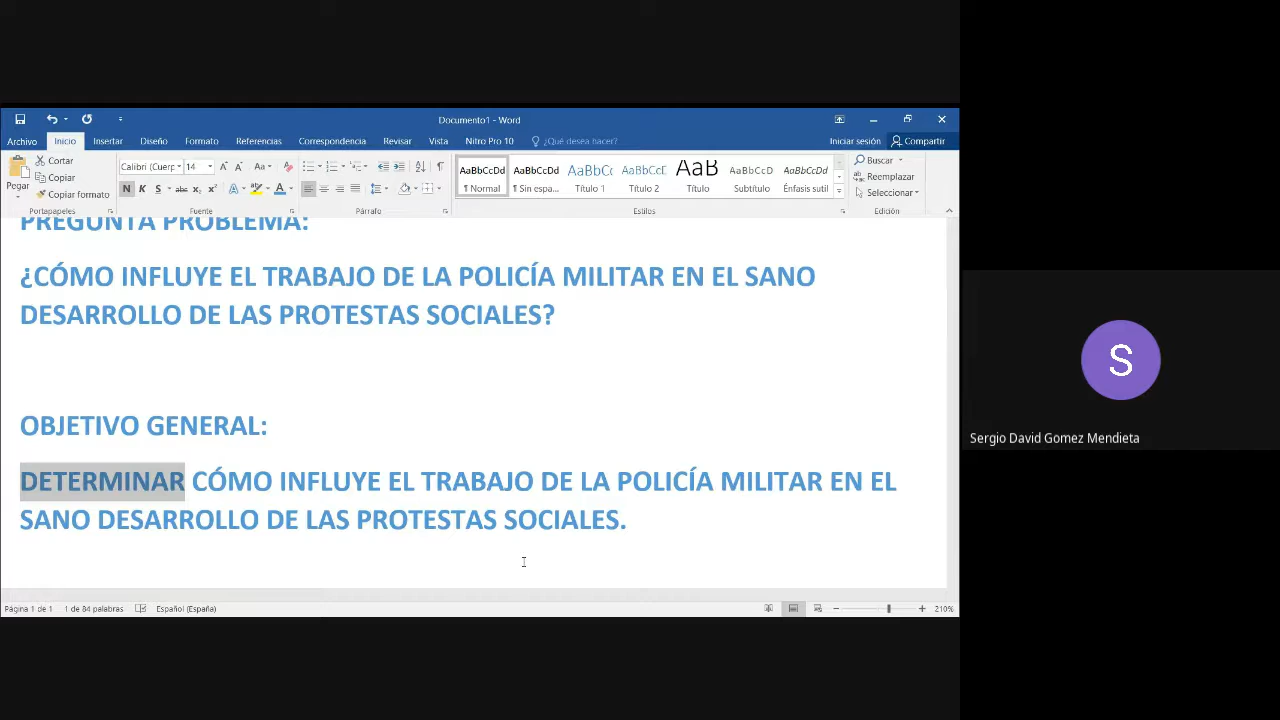 Documento1 - Word
Archivo Inicio Insertar Diseño Formato Referencias Correspondencia Revisar Vista Nitro Pro 10 ¿Qué desea hacer? Iniciar sesión Compartir
Pegar Cortar Copiar Copiar formato
Calibri (Cuerp 14 Aa
N K S abc x₂ x² A A
AaBbCcDd AaBbCcDd AaBbCc AaBbCcC AaB AaBbCcD AaBbCcDd
¶ Normal ¶ Sin espa... Título 1 Título 2 Título Subtítulo Énfasis sutil
Buscar
Reemplazar
Seleccionar
Portapapeles Fuente Párrafo Estilos Edición
PREGUNTA PROBLEMA:
¿CÓMO INFLUYE EL TRABAJO DE LA POLICÍA MILITAR EN EL SANO
DESARROLLO DE LAS PROTESTAS SOCIALES?
OBJETIVO GENERAL:
DETERMINAR CÓMO INFLUYE EL TRABAJO DE LA POLICÍA MILITAR EN EL
SANO DESARROLLO DE LAS PROTESTAS SOCIALES.
Página 1 de 1 1 de 84 palabras Español (España) 210%
S
Sergio David Gomez Mendieta